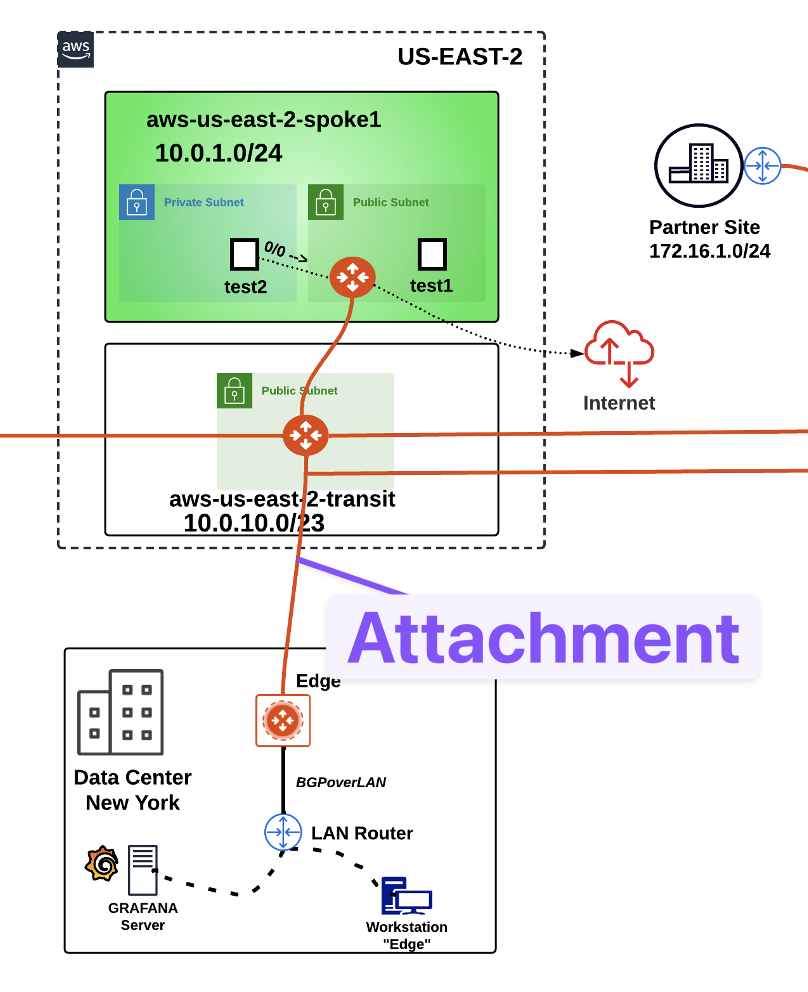 aws
US-EAST-2
aws-us-east-2-spoke1
10.0.1.0/24
Private Subnet
Public Subnet
0/0 -->
test2
test1
Partner Site
172.16.1.0/24
Internet
Public Subnet
aws-us-east-2-transit
10.0.10.0/23
Attachment
Edge
Data Center
New York
BGPoverLAN
LAN Router
GRAFANA
Server
Workstation
"Edge"